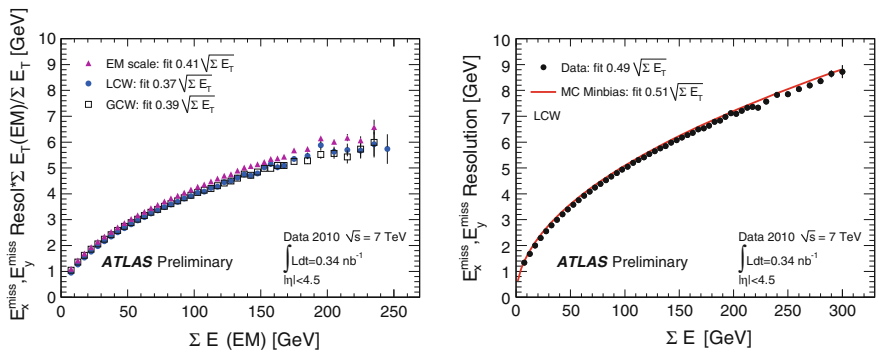 E_x^miss, E_y^miss Resol*Σ E_T (EM)/Σ E_T [GeV]
10
9
8
7
6
5
4
3
2
1
0
▲ EM scale: fit 0.41√Σ E_T
● LCW: fit 0.37√Σ E_T
□ GCW: fit 0.39√Σ E_T
Data 2010 √s = 7 TeV
ATLAS Preliminary
∫Ldt=0.34 nb⁻¹
|η|<4.5
0 50 100 150 200 250
Σ E (EM) [GeV]
E_x^miss, E_y^miss Resolution [GeV]
10
9
8
7
6
5
4
3
2
1
0
● Data: fit 0.49√Σ E_T
— MC Minbias: fit 0.51√Σ E_T
LCW
Data 2010 √s = 7 TeV
ATLAS Preliminary
∫Ldt=0.34 nb⁻¹
|η|<4.5
0 50 100 150 200 250 300
Σ E [GeV]